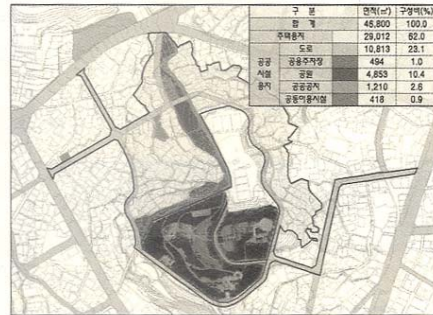 구 분 면적(㎡) 구성비(%)
합 계 45,800 100.0
주택용지 29,012 62.0
도로 10,813 23.1
공공 공용주차장 494 1.0
시설 공원 4,853 10.4
용지 공공공지 1,210 2.6
공동이용시설 418 0.9